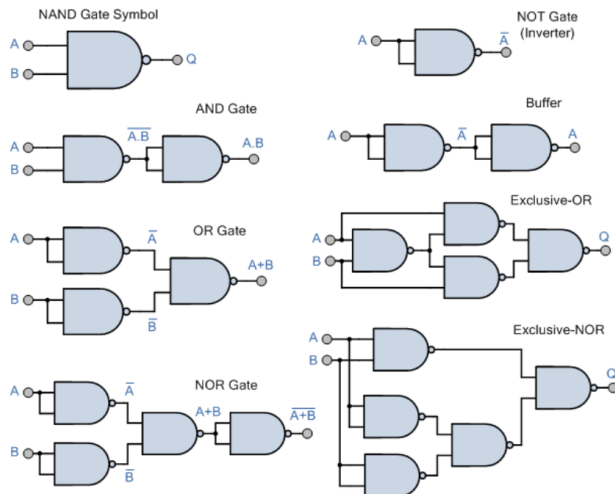 NAND Gate Symbol
A
B
Q
NOT Gate
(Inverter)
A
A̅
AND Gate
A
B
A̅.̅B̅
A.B
Buffer
A
A̅
A
OR Gate
A
B
A̅
B̅
A+B
Exclusive-OR
A
B
Q
NOR Gate
A
B
A̅
B̅
A+B
A̅+̅B̅
Exclusive-NOR
A
B
Q